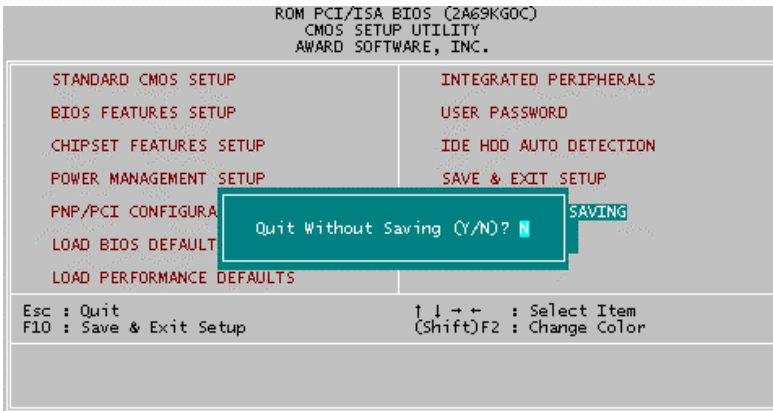 ROM PCI/ISA BIOS (2A69KGOC)
CMOS SETUP UTILITY
AWARD SOFTWARE, INC.
STANDARD CMOS SETUP
BIOS FEATURES SETUP
CHIPSET FEATURES SETUP
POWER MANAGEMENT SETUP
PNP/PCI CONFIGURA
LOAD BIOS DEFAULT
LOAD PERFORMANCE DEFAULTS
INTEGRATED PERIPHERALS
USER PASSWORD
IDE HDD AUTO DETECTION
SAVE & EXIT SETUP
SAVING
Quit Without Saving (Y/N)? N
Esc : Quit
F10 : Save & Exit Setup
↑ ↓ → ← : Select Item
(Shift)F2 : Change Color